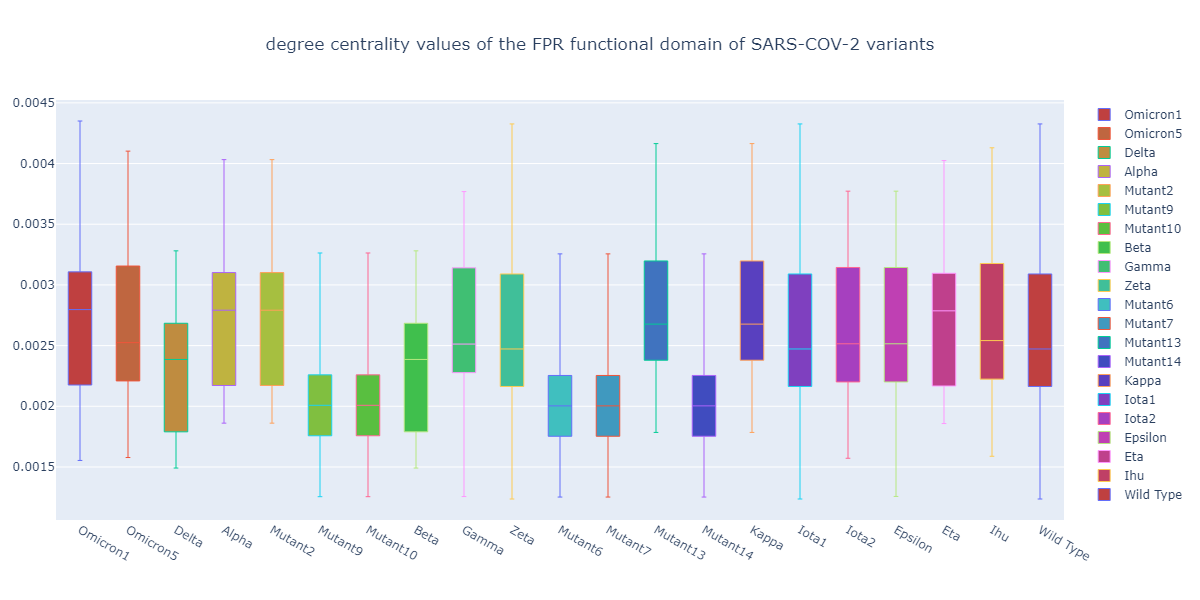 degree centrality values of the FPR functional domain of SARS-COV-2 variants
0.0045
0.004
0.0035
0.003
0.0025
0.002
0.0015
Omicron1
Omicron5
Delta
Alpha
Mutant2
Mutant9
Mutant10
Beta
Gamma
Zeta
Mutant6
Mutant7
Mutant13
Mutant14
Kappa
Iota1
Iota2
Epsilon
Eta
Ihu
Wild Type
Omicron1
Omicron5
Delta
Alpha
Mutant2
Mutant9
Mutant10
Beta
Gamma
Zeta
Mutant6
Mutant7
Mutant13
Mutant14
Kappa
Iota1
Iota2
Epsilon
Eta
Ihu
Wild Type